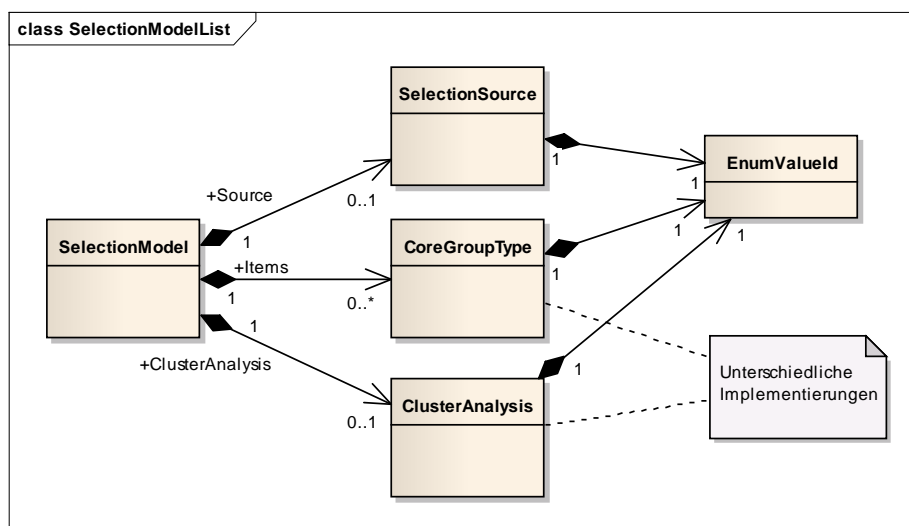 class SelectionModelList
SelectionSource
1
EnumValueId
1
+Source
0..1
1
SelectionModel
+Items
1
0..*
CoreGroupType
1
1
1
1
+ClusterAnalysis
0..1
ClusterAnalysis
1
Unterschiedliche
Implementierungen